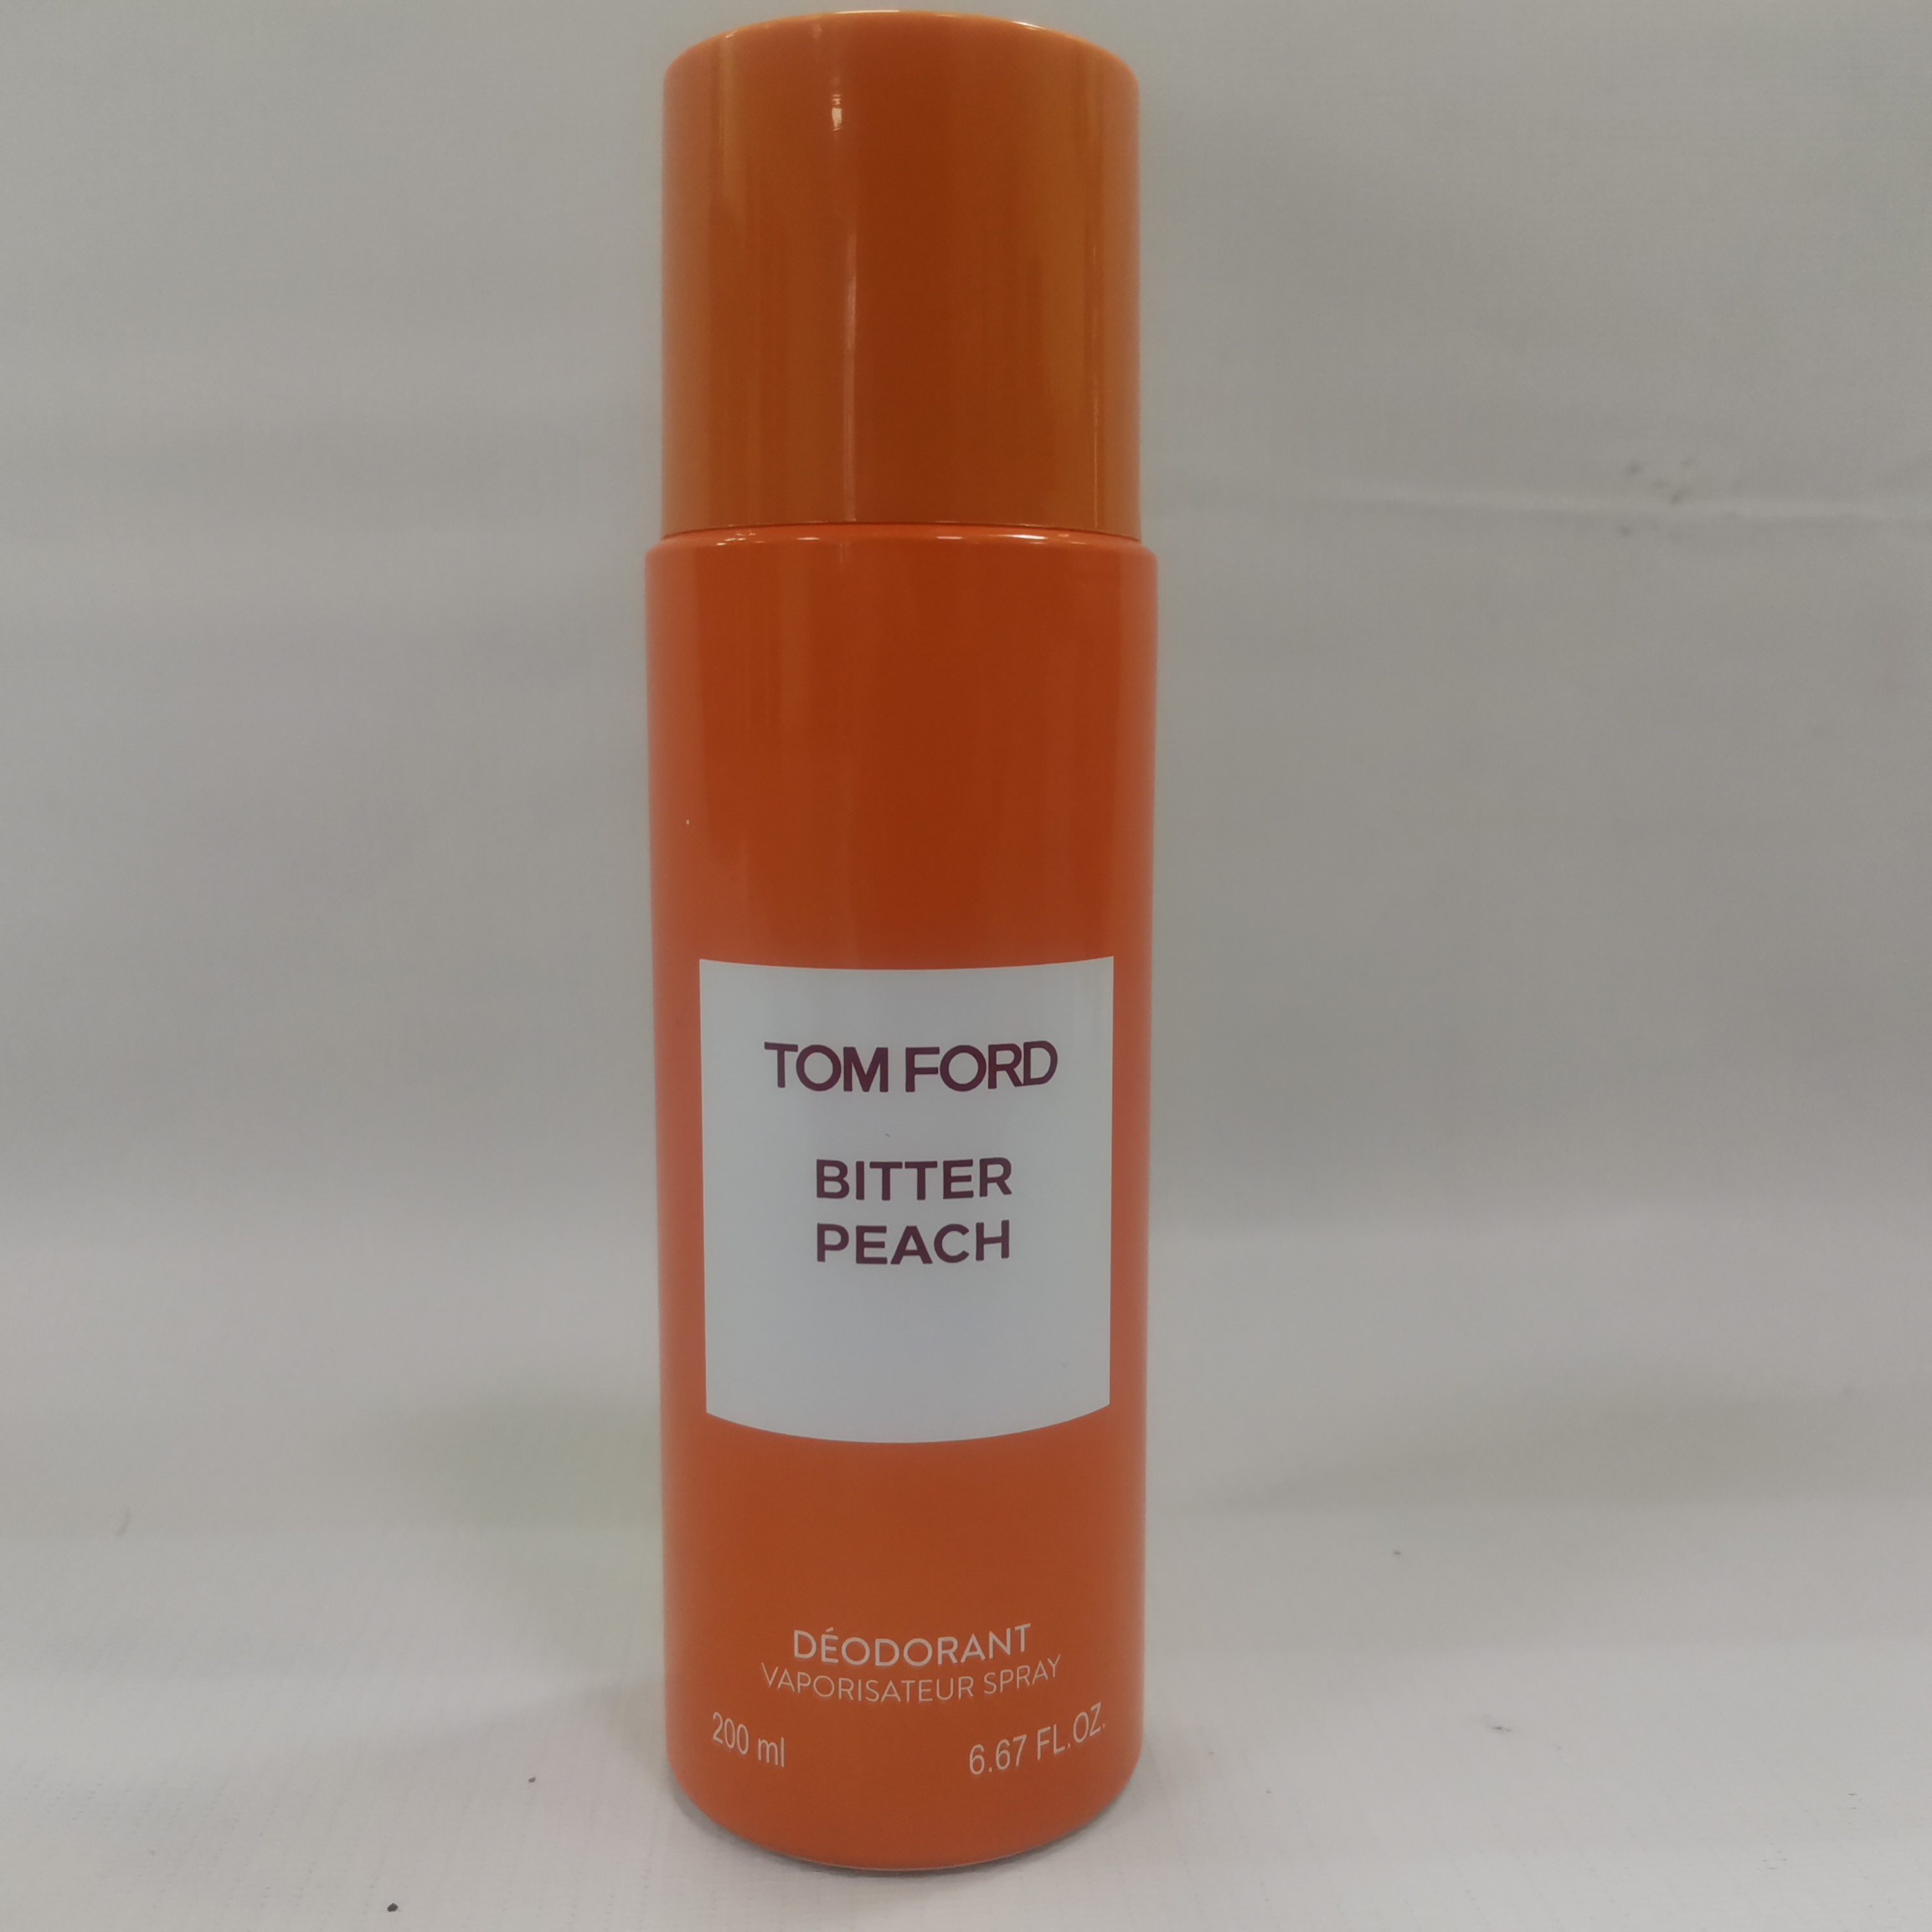 TOM FORD
BITTER
PEACH
DÉODORANT
VAPORISATEUR SPRAY
200 ml 6.67 FL.OZ.